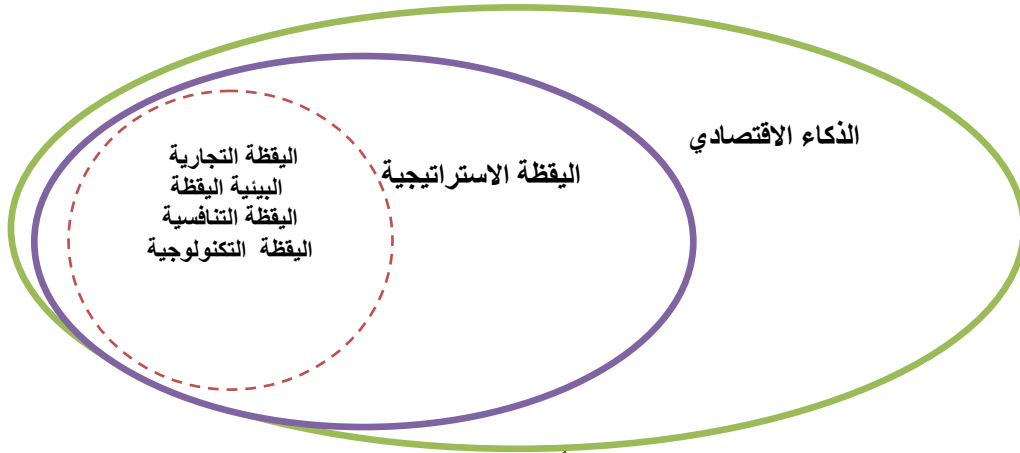 الذكاء الاقتصادي
اليقظة الاستراتيجية
اليقظة التجارية
البيئية اليقظة
اليقظة التنافسية
اليقظة التكنولوجية